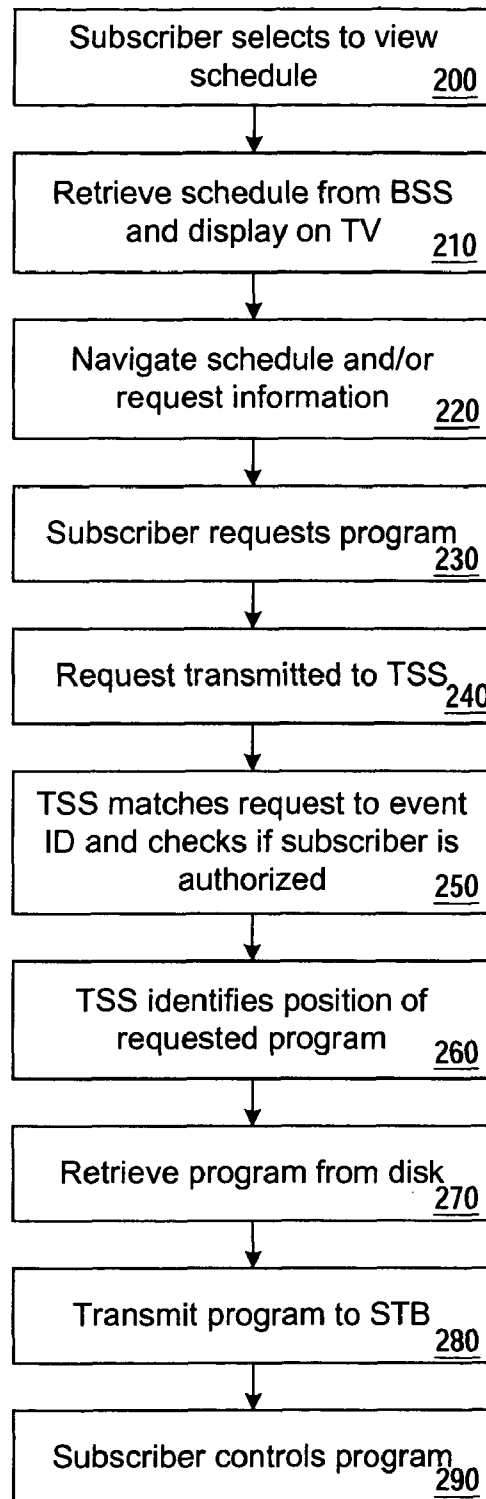 Subscriber selects to view
schedule
200
Retrieve schedule from BSS
and display on TV
210
Navigate schedule and/or
request information
220
Subscriber requests program
230
Request transmitted to TSS
240
TSS matches request to event
ID and checks if subscriber is
authorized
250
TSS identifies position of
requested program
260
Retrieve program from disk
270
Transmit program to STB
280
Subscriber controls program
290